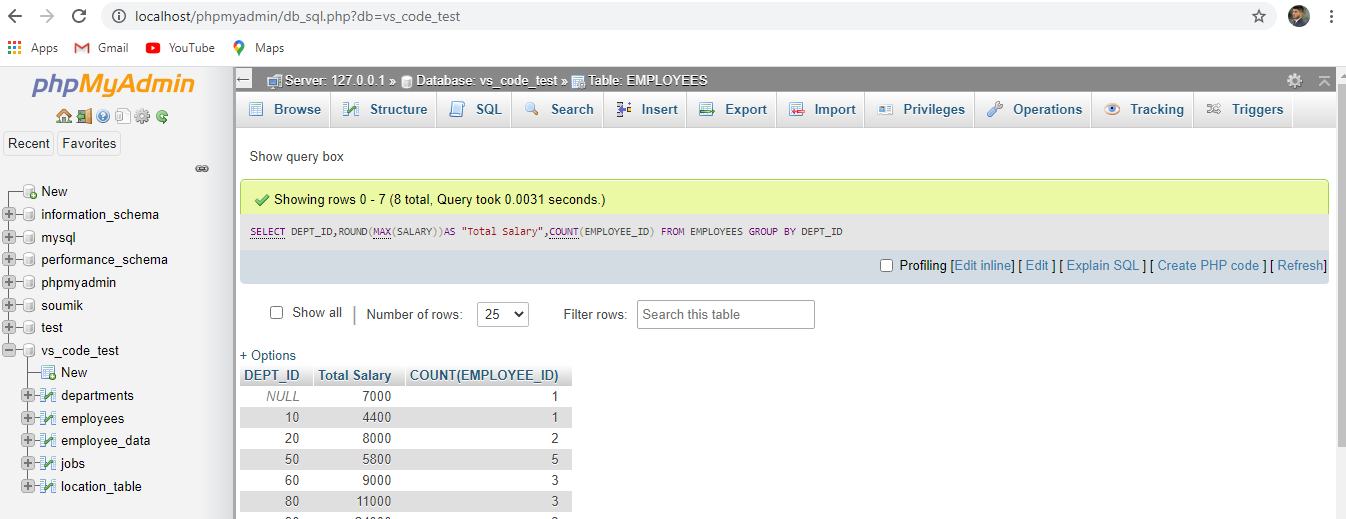 localhost/phpmyadmin/db_sql.php?db=vs_code_test
Apps Gmail YouTube Maps
phpMyAdmin
Recent Favorites
New
information_schema
mysql
performance_schema
phpmyadmin
soumik
test
vs_code_test
New
departments
employees
employee_data
jobs
location_table
Server: 127.0.0.1 » Database: vs_code_test » Table: EMPLOYEES
Browse Structure SQL Search Insert Export Import Privileges Operations Tracking Triggers
Show query box
Showing rows 0 - 7 (8 total, Query took 0.0031 seconds.)
SELECT DEPT_ID,ROUND(MAX(SALARY))AS "Total Salary",COUNT(EMPLOYEE_ID) FROM EMPLOYEES GROUP BY DEPT_ID
Profiling [Edit inline] [ Edit ] [ Explain SQL ] [ Create PHP code ] [ Refresh]
Show all | Number of rows: 25 Filter rows: Search this table
+ Options
DEPT_ID Total Salary COUNT(EMPLOYEE_ID)
NULL 7000 1
10 4400 1
20 8000 2
50 5800 5
60 9000 3
80 11000 3